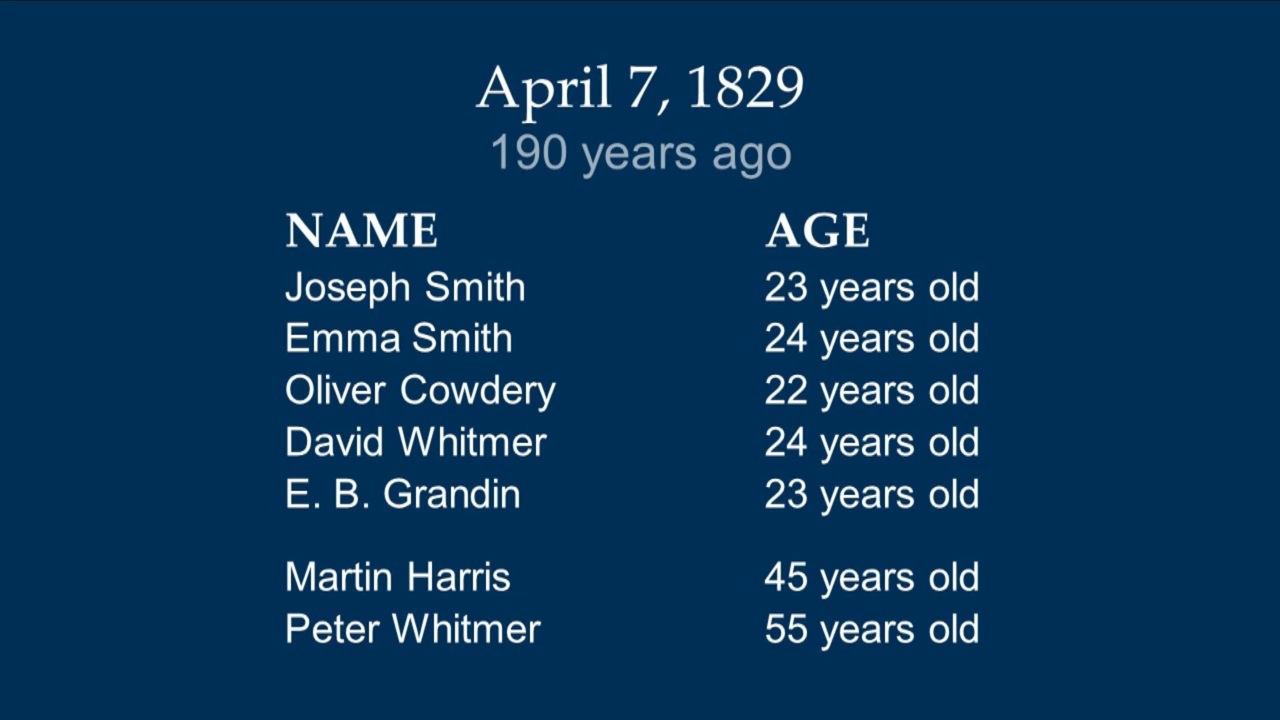 April 7, 1829
190 years ago
NAME AGE
Joseph Smith 23 years old
Emma Smith 24 years old
Oliver Cowdery 22 years old
David Whitmer 24 years old
E. B. Grandin 23 years old
Martin Harris 45 years old
Peter Whitmer 55 years old